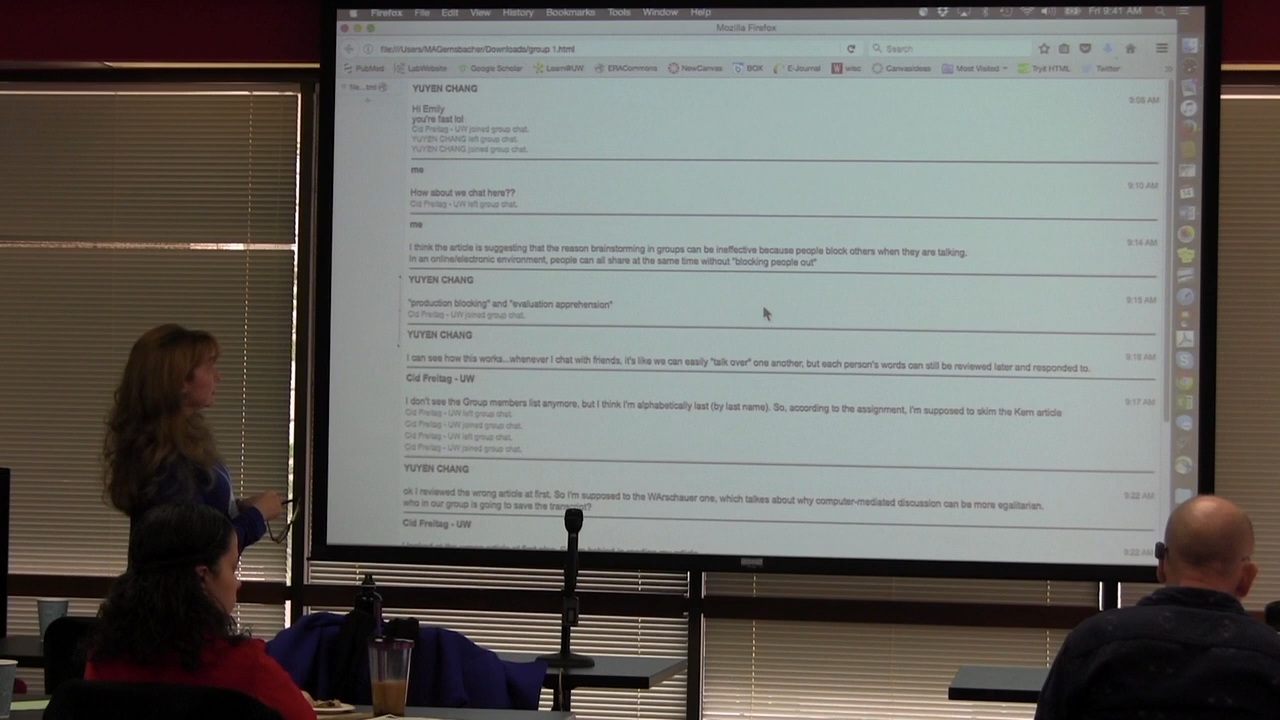 Firefox File Edit View History Bookmarks Tools Window Help Fri 9:41 AM
Mozilla Firefox
file:///Users/MAGernsbacher/Downloads/group 1.html Search
PubMed LabWebsite Google Scholar Learn@UW ERACommons NewCanvas BOX E-Journal wisc CanvasIdeas Most Visited TryIt HTML Twitter
YUYEN CHANG
9:08 AM
Hi Emily
you're fast lol
Cid Freitag - UW joined group chat.
YUYEN CHANG left group chat.
YUYEN CHANG joined group chat.
me
9:10 AM
How about we chat here??
Cid Freitag - UW left group chat.
me
9:14 AM
I think the article is suggesting that the reason brainstorming in groups can be ineffective because people block others when they are talking.
In an online/electronic environment, people can all share at the same time without "blocking people out"
YUYEN CHANG
9:15 AM
"production blocking" and "evaluation apprehension"
Cid Freitag - UW joined group chat.
YUYEN CHANG
9:16 AM
I can see how this works...whenever I chat with friends, it's like we can easily "talk over" one another, but each person's words can still be reviewed later and responded to.
Cid Freitag - UW
9:17 AM
I don't see the Group members list anymore, but I think I'm alphabetically last (by last name). So, according to the assignment, I'm supposed to skim the Kern article
Cid Freitag - UW left group chat.
Cid Freitag - UW joined group chat.
Cid Freitag - UW left group chat.
Cid Freitag - UW joined group chat.
YUYEN CHANG
9:22 AM
ok I reviewed the wrong article at first. So I'm supposed to the WArschauer one, which talks about why computer-mediated discussion can be more egalitarian.
who in our group is going to save the transcript?
Cid Freitag - UW
9:22 AM